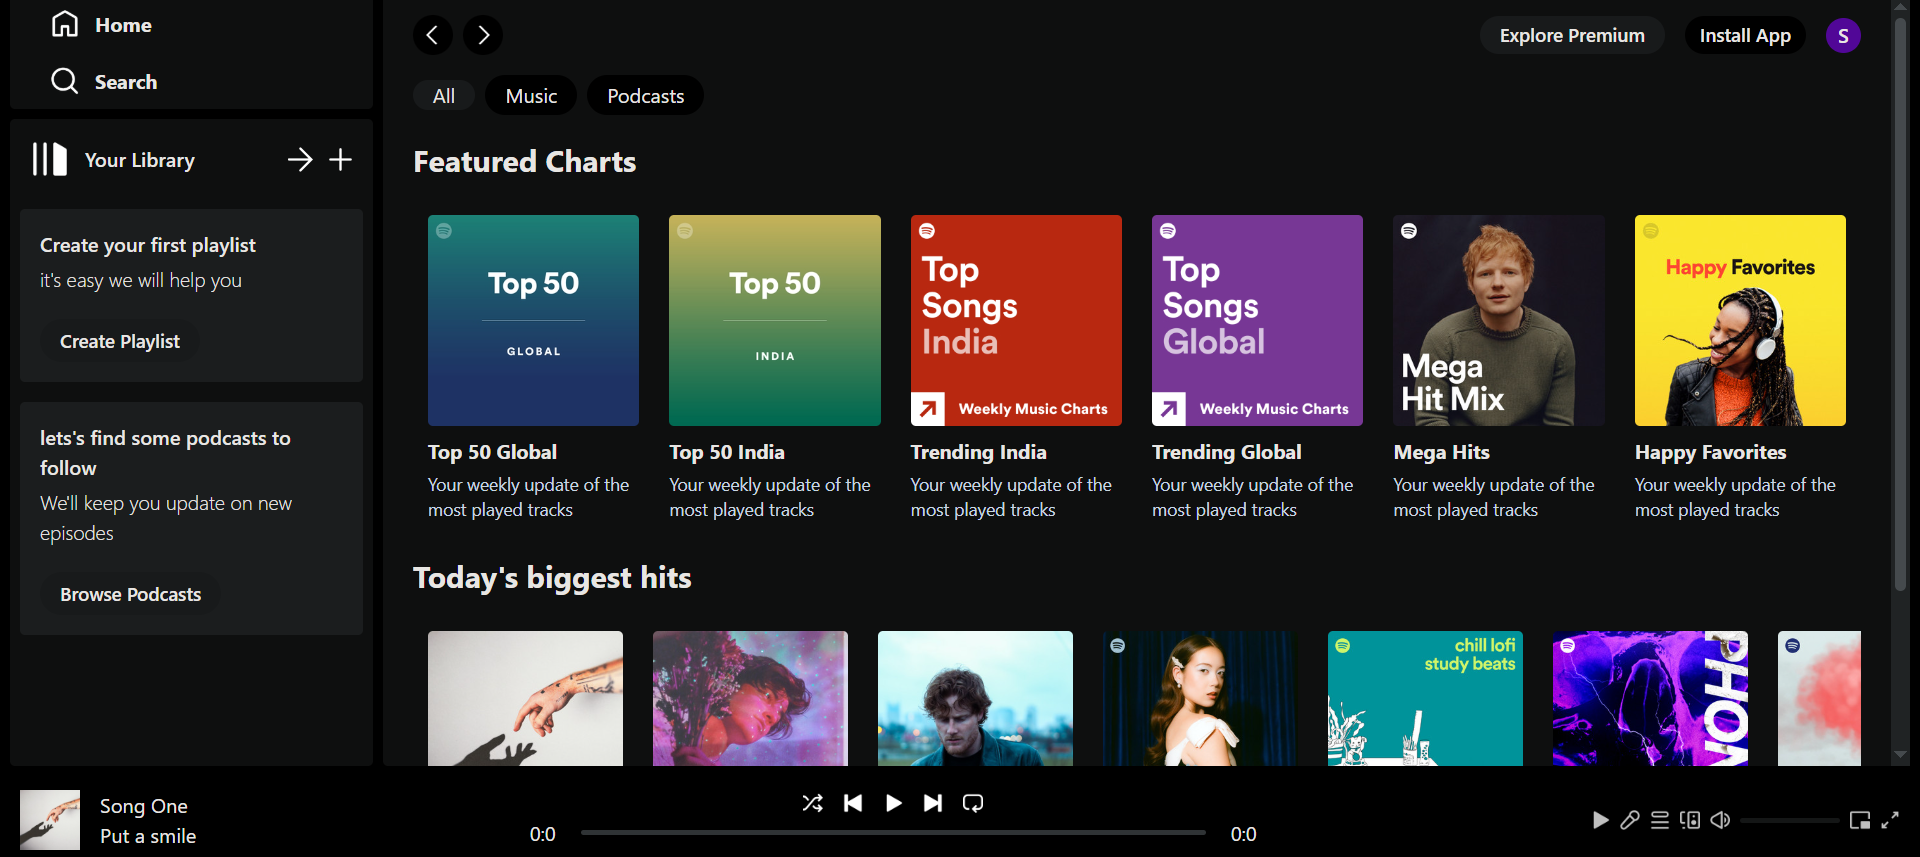 Home
Search
Your Library
Create your first playlist
it's easy we will help you
Create Playlist
lets's find some podcasts to
follow
We'll keep you update on new
episodes
Browse Podcasts
Explore Premium
Install App
S
All
Music
Podcasts
Featured Charts
Top 50
GLOBAL
Top 50 Global
Your weekly update of the
most played tracks
Top 50
INDIA
Top 50 India
Your weekly update of the
most played tracks
Top
Songs
India
Weekly Music Charts
Trending India
Your weekly update of the
most played tracks
Top
Songs
Global
Weekly Music Charts
Trending Global
Your weekly update of the
most played tracks
Mega
Hit Mix
Mega Hits
Your weekly update of the
most played tracks
Happy Favorites
Happy Favorites
Your weekly update of the
most played tracks
Today's biggest hits
chill lofi
study beats
Song One
Put a smile
0:0
0:0